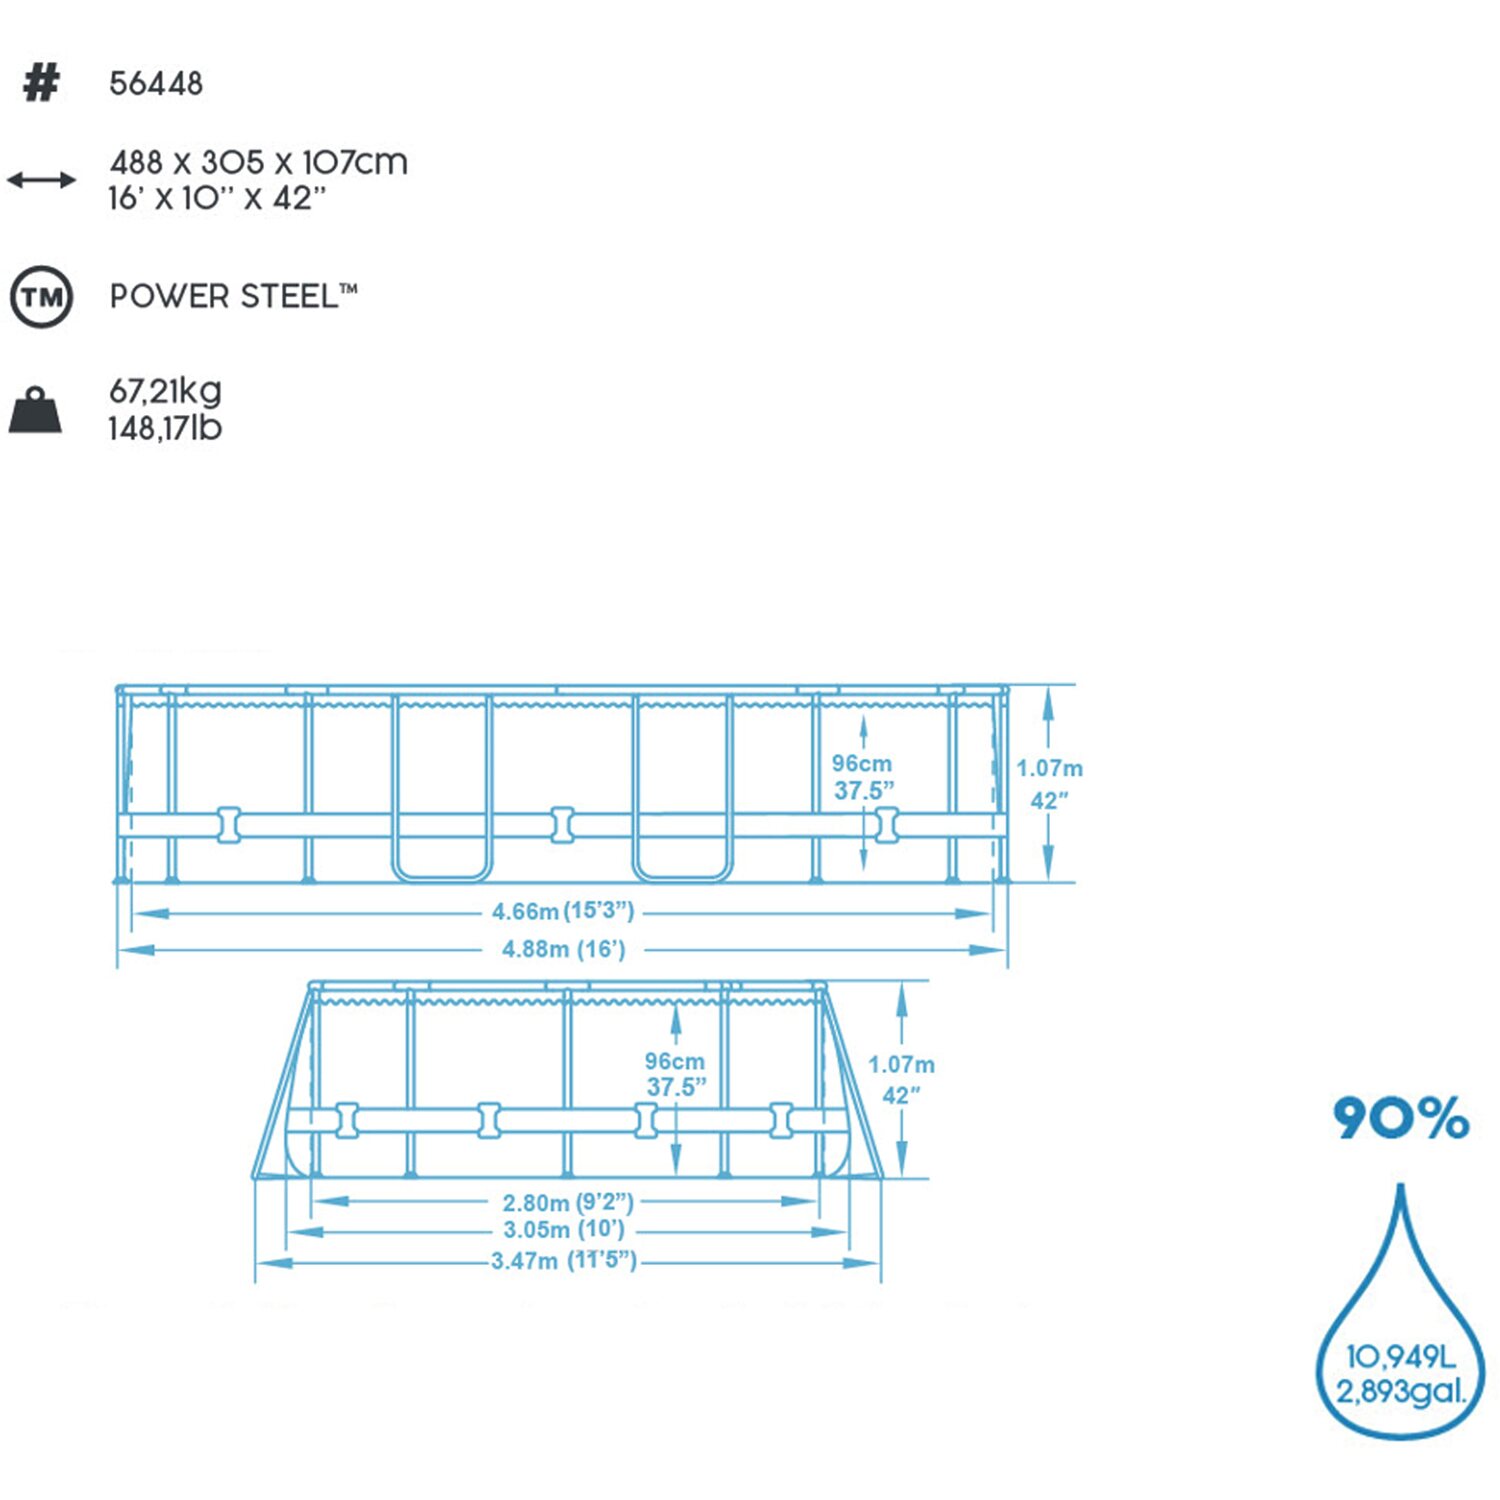 # 56448
488 x 305 x 107cm
16' x 10'' x 42''
TM POWER STEEL™
67,21kg
148,17lb
96cm
37.5”
1.07m
42″
4.66m (15’3”)
4.88m (16’)
96cm
37.5”
1.07m
42″
2.80m (9’2”)
3.05m (10’)
3.47m (11’5”)
90%
10,949L
2,893gal.